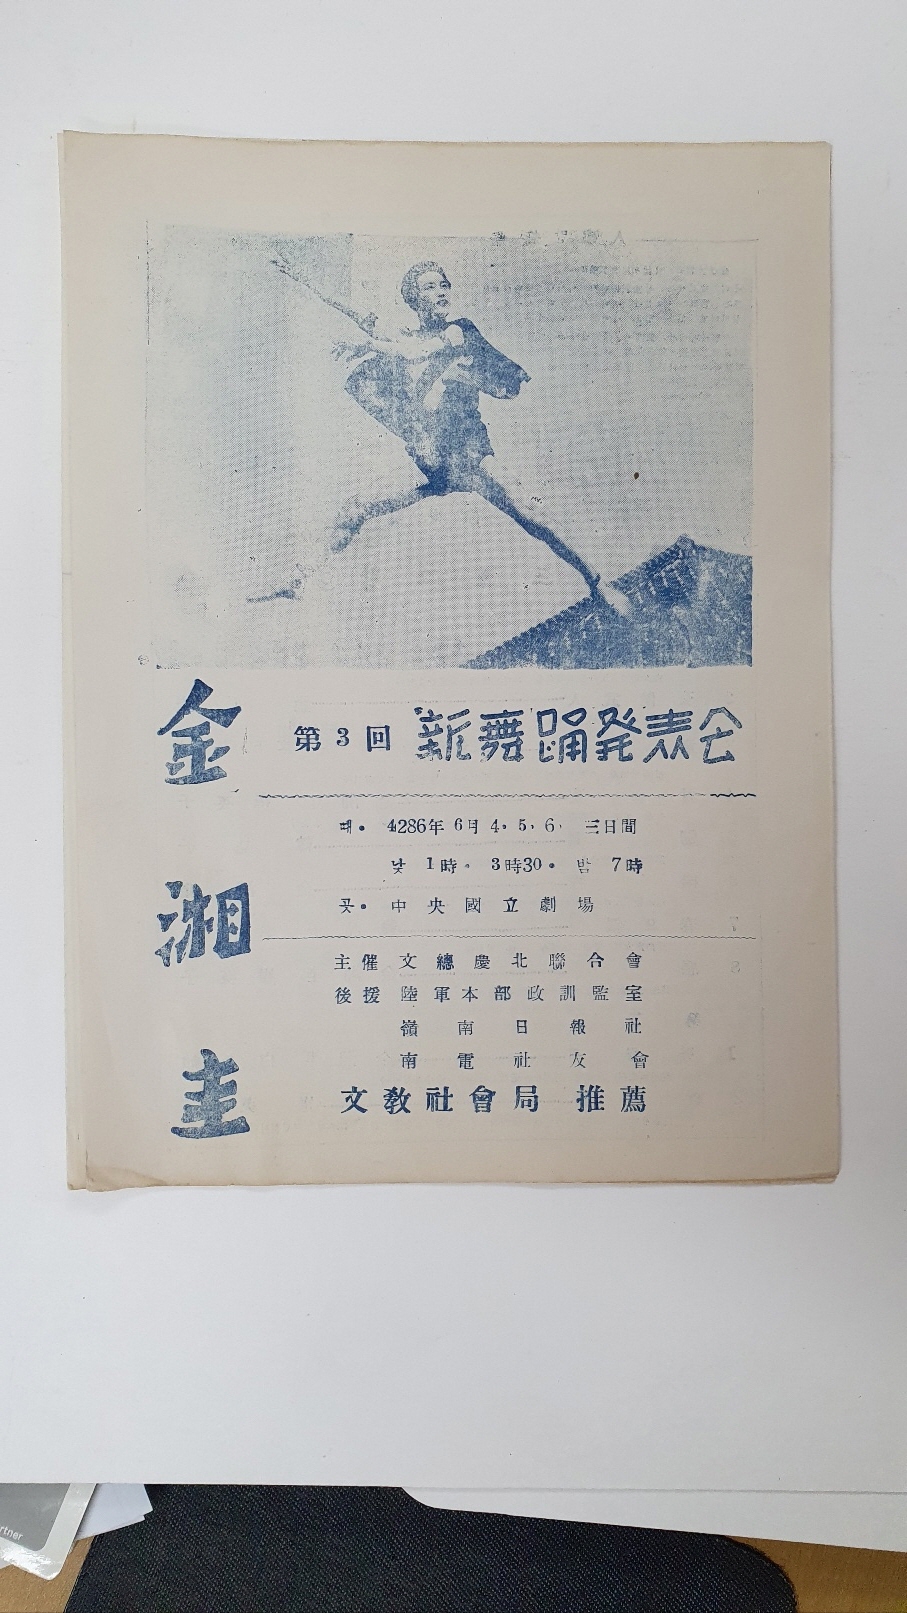 金湘圭
第3回 新舞踊発表会
때・ 4286年 6月 4, 5, 6, 三日間
낮 1時・ 3時30・ 밤 7時
곳・ 中央國立劇場
主催 文總慶北聯合會
後援 陸軍本部政訓監室
嶺南日報社
南電社友會
文教社會局 推薦
rtner